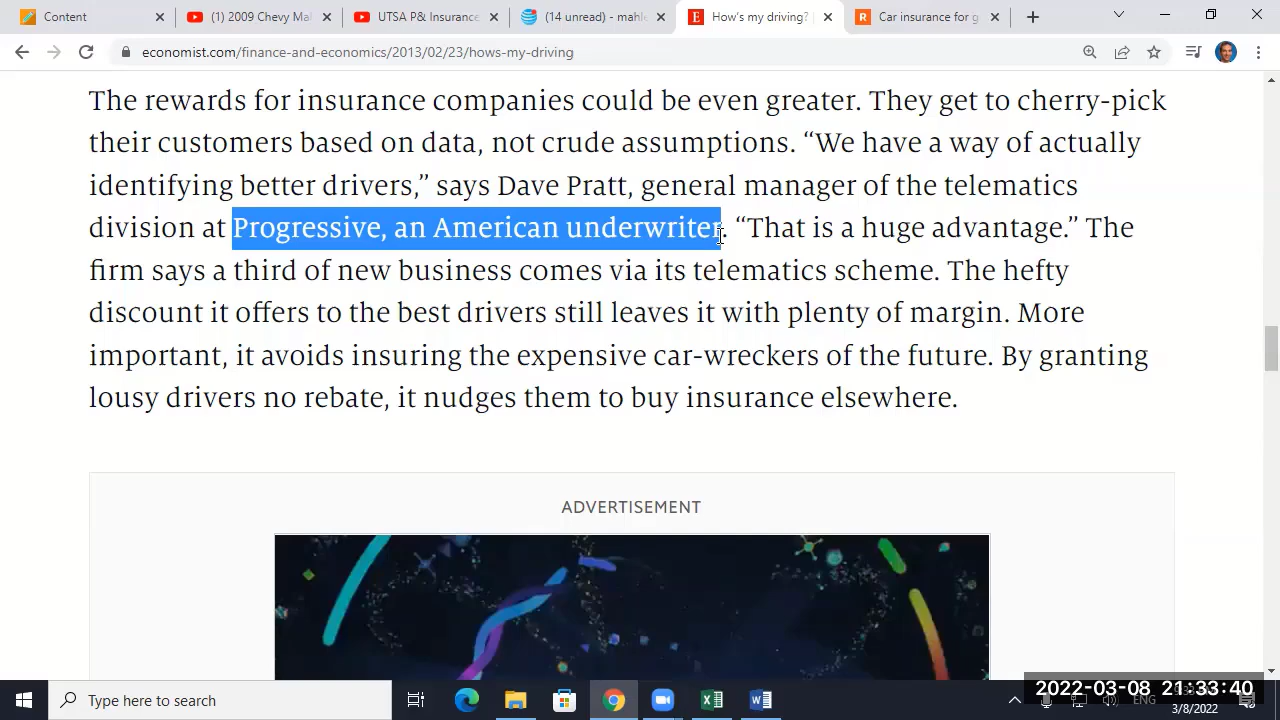 Content
(1) 2009 Chevy Mal
UTSA P&P Insurance
(14 unread) - mahle
How's my driving? |
Car insurance for g
economist.com/finance-and-economics/2013/02/23/hows-my-driving
The rewards for insurance companies could be even greater. They get to cherry-pick
their customers based on data, not crude assumptions. “We have a way of actually
identifying better drivers,” says Dave Pratt, general manager of the telematics
division at Progressive, an American underwriter. “That is a huge advantage.” The
firm says a third of new business comes via its telematics scheme. The hefty
discount it offers to the best drivers still leaves it with plenty of margin. More
important, it avoids insuring the expensive car-wreckers of the future. By granting
lousy drivers no rebate, it nudges them to buy insurance elsewhere.
ADVERTISEMENT
Type here to search
ENG
2022-03-08 21:33:40
3/8/2022